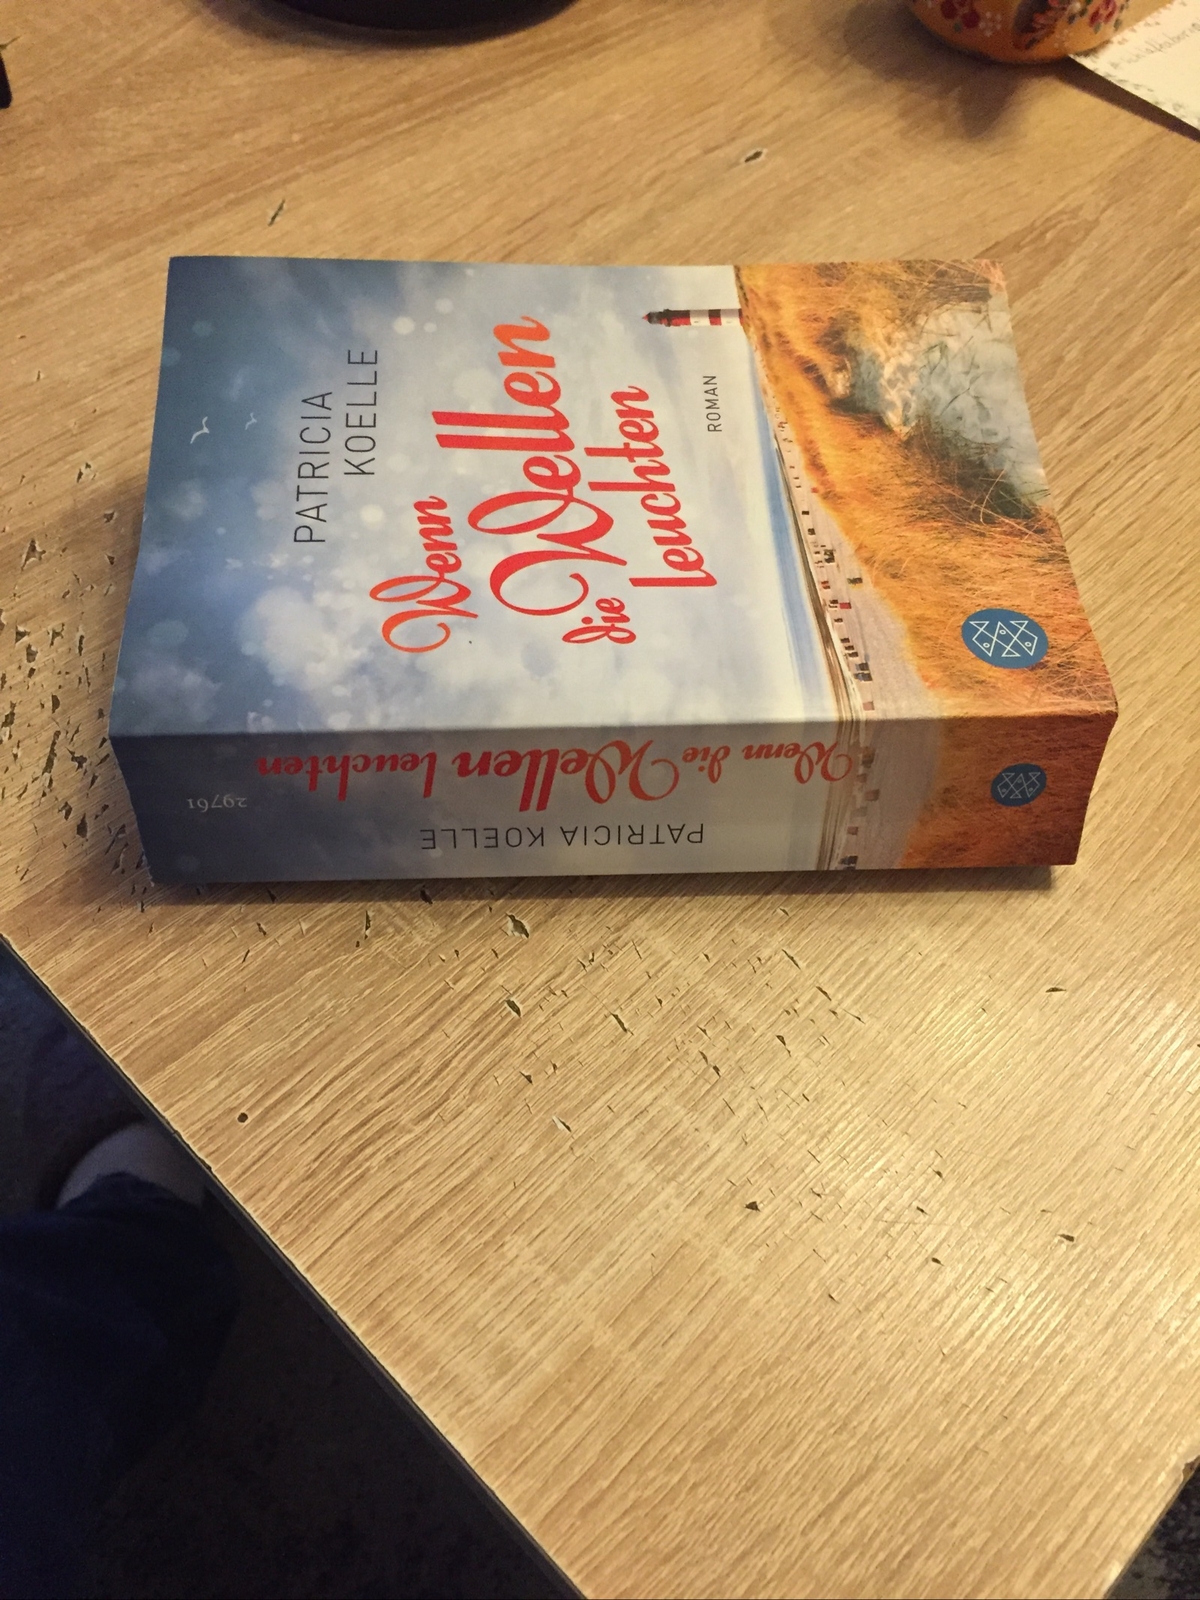 PATRICIA
KOELLE
Wenn
die Wellen
leuchten
ROMAN
Wenn die Wellen leuchten
PATRICIA KOELLE
29761